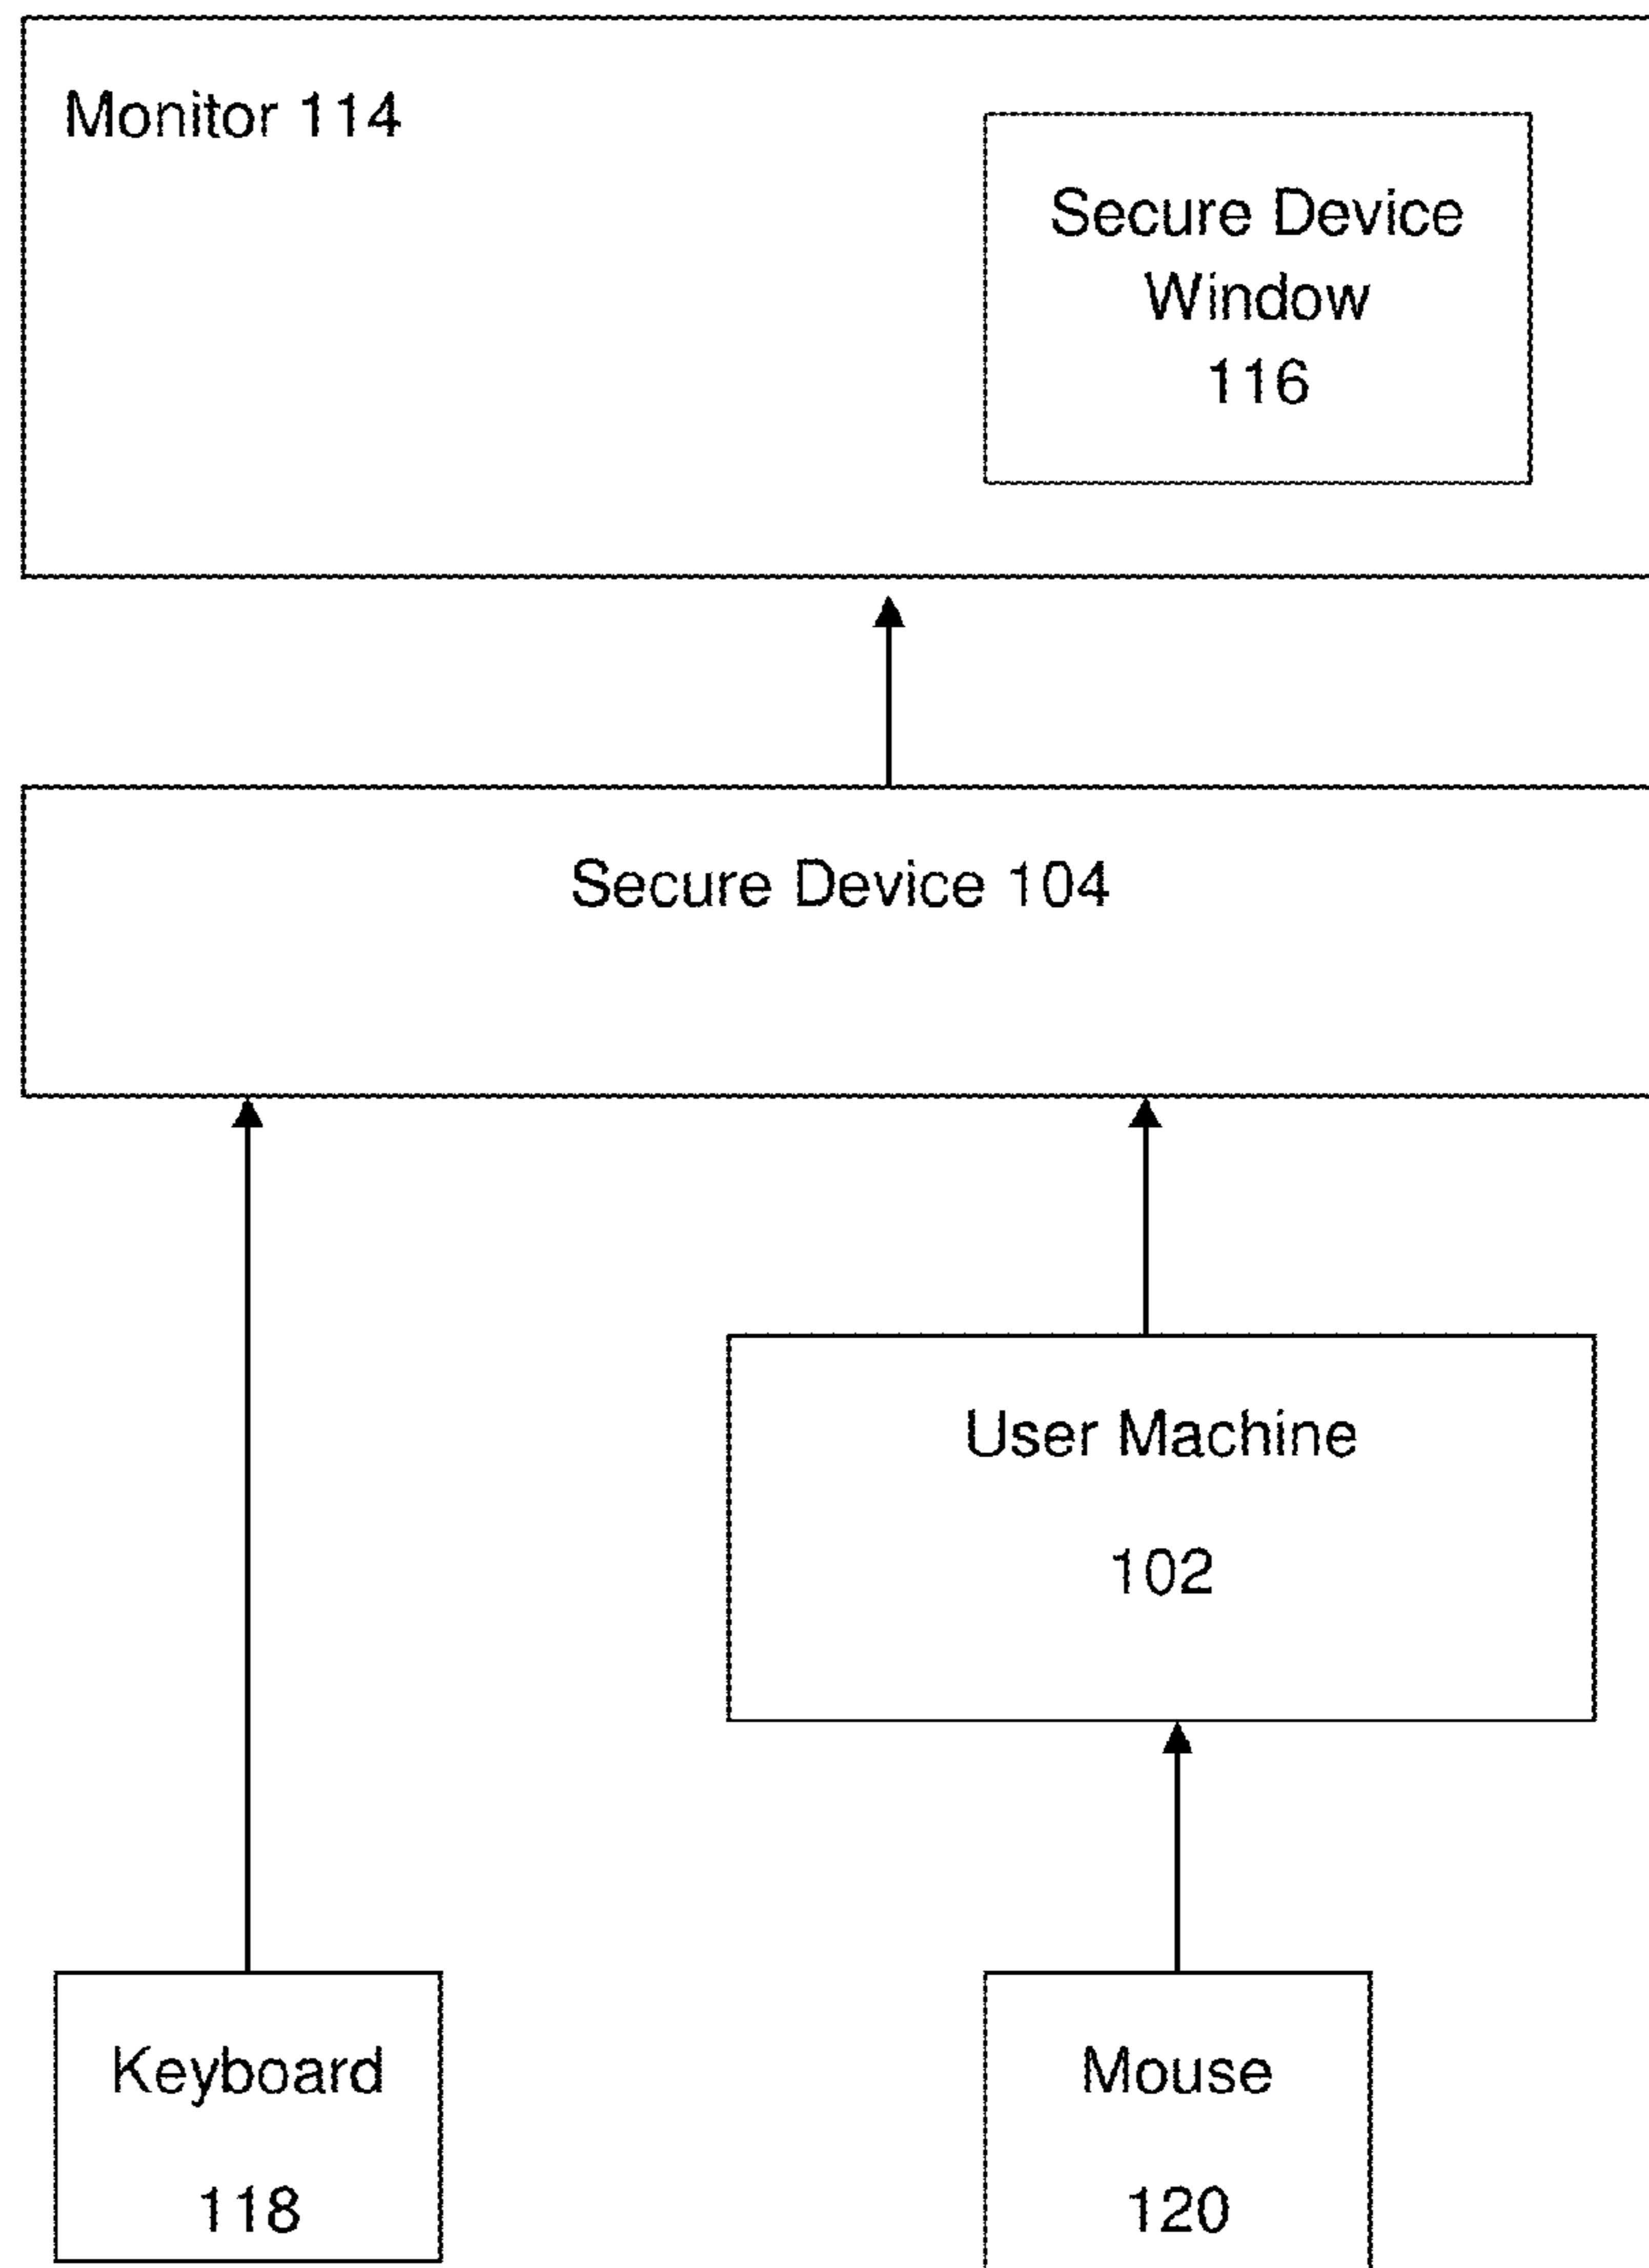 Monitor 114
Secure Device
Window
116
Secure Device 104
User Machine
102
Keyboard
118
Mouse
120